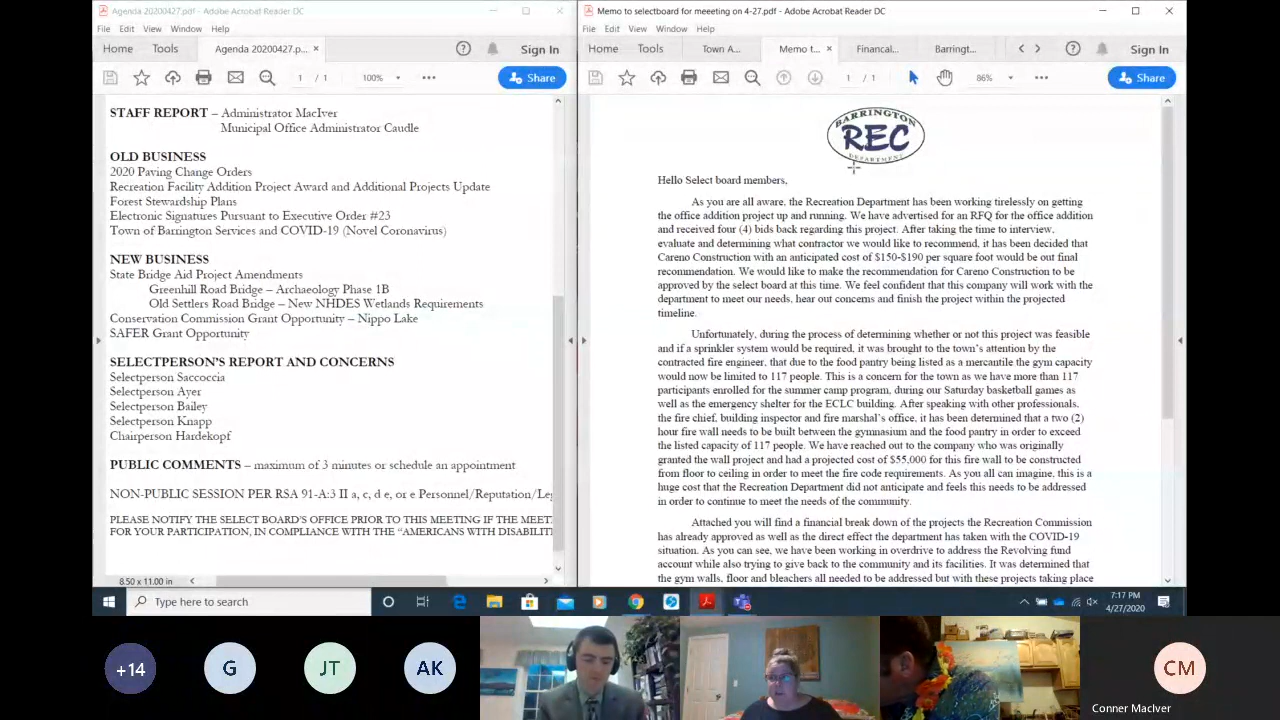 Agenda 20200427.pdf - Adobe Acrobat Reader DC
File Edit View Window Help
Home Tools Agenda 20200427.p... × Sign In
1 / 1 100% Share
STAFF REPORT – Administrator MacIver
Municipal Office Administrator Caudle
OLD BUSINESS
2020 Paving Change Orders
Recreation Facility Addition Project Award and Additional Projects Update
Forest Stewardship Plans
Electronic Signatures Pursuant to Executive Order #23
Town of Barrington Services and COVID-19 (Novel Coronavirus)
NEW BUSINESS
State Bridge Aid Project Amendments
Greenhill Road Bridge – Archaeology Phase 1B
Old Settlers Road Bridge – New NHDES Wetlands Requirements
Conservation Commission Grant Opportunity – Nippo Lake
SAFER Grant Opportunity
SELECTPERSON'S REPORT AND CONCERNS
Selectperson Saccoccia
Selectperson Ayer
Selectperson Bailey
Selectperson Knapp
Chairperson Hardekopf
PUBLIC COMMENTS – maximum of 3 minutes or schedule an appointment
NON-PUBLIC SESSION PER RSA 91-A:3 II a, c, d e, or e Personnel/Reputation/Leg
PLEASE NOTIFY THE SELECT BOARD'S OFFICE PRIOR TO THIS MEETING IF THE MEET
FOR YOUR PARTICIPATION, IN COMPLIANCE WITH THE "AMERICANS WITH DISABILIT
8.50 x 11.00 in
Memo to selectboard for meeeting on 4-27.pdf - Adobe Acrobat Reader DC
File Edit View Window Help
Home Tools Town A... Memo t... × Financial... Barringt... Sign In
1 / 1 86% Share
BARRINGTON
REC
DEPARTMENT
Hello Select board members,
As you are all aware, the Recreation Department has been working tirelessly on getting
the office addition project up and running. We have advertised for an RFQ for the office addition
and received four (4) bids back regarding this project. After taking the time to interview,
evaluate and determining what contractor we would like to recommend, it has been decided that
Careno Construction with an anticipated cost of $150-$190 per square foot would be out final
recommendation. We would like to make the recommendation for Careno Construction to be
approved by the select board at this time. We feel confident that this company will work with the
department to meet our needs, hear out concerns and finish the project within the projected
timeline.
Unfortunately, during the process of determining whether or not this project was feasible
and if a sprinkler system would be required, it was brought to the town's attention by the
contracted fire engineer, that due to the food pantry being listed as a mercantile the gym capacity
would now be limited to 117 people. This is a concern for the town as we have more than 117
participants enrolled for the summer camp program, during our Saturday basketball games as
well as the emergency shelter for the ECLC building. After speaking with other professionals,
the fire chief, building inspector and fire marshal's office, it has been determined that a two (2)
hour fire wall needs to be built between the gymnasium and the food pantry in order to exceed
the listed capacity of 117 people. We have reached out to the company who was originally
granted the wall project and had a projected cost of $55,000 for this fire wall to be constructed
from floor to ceiling in order to meet the fire code requirements. As you all can imagine, this is a
huge cost that the Recreation Department did not anticipate and feels this needs to be addressed
in order to continue to meet the needs of the community.
Attached you will find a financial break down of the projects the Recreation Commission
has already approved as well as the direct effect the department has taken with the COVID-19
situation. As you can see, we have been working in overdrive to address the Revolving fund
account while also trying to give back to the community and its facilities. It was determined that
the gym walls, floor and bleachers all needed to be addressed but with these projects taking place
Type here to search
7:17 PM
4/27/2020
+14
G
JT
AK
CM
Conner MacIver